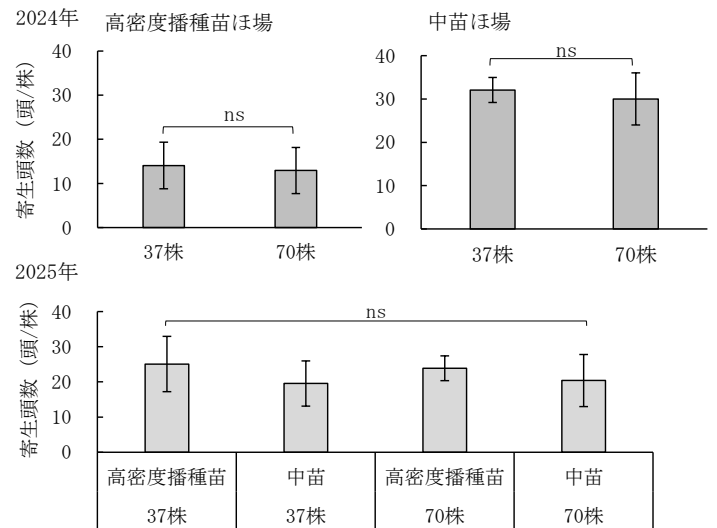 2024年
高密度播種苗ほ場
中苗ほ場
寄生頭数（頭/株）
40
30
20
10
0
ns
37株
70株
40
30
20
10
0
ns
37株
70株
2025年
寄生頭数（頭/株）
40
30
20
10
0
ns
高密度播種苗 中苗 高密度播種苗 中苗
37株 37株 70株 70株